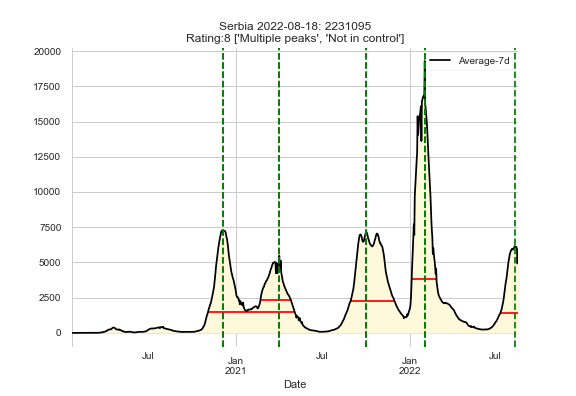 Serbia 2022-08-18: 2231095
Rating:8 ['Multiple peaks', 'Not in control']
20000
Average-7d
17500
15000
12500
10000
7500
5000
2500
0
Jul
Jan
2021
Jul
Jan
2022
Jul
Date